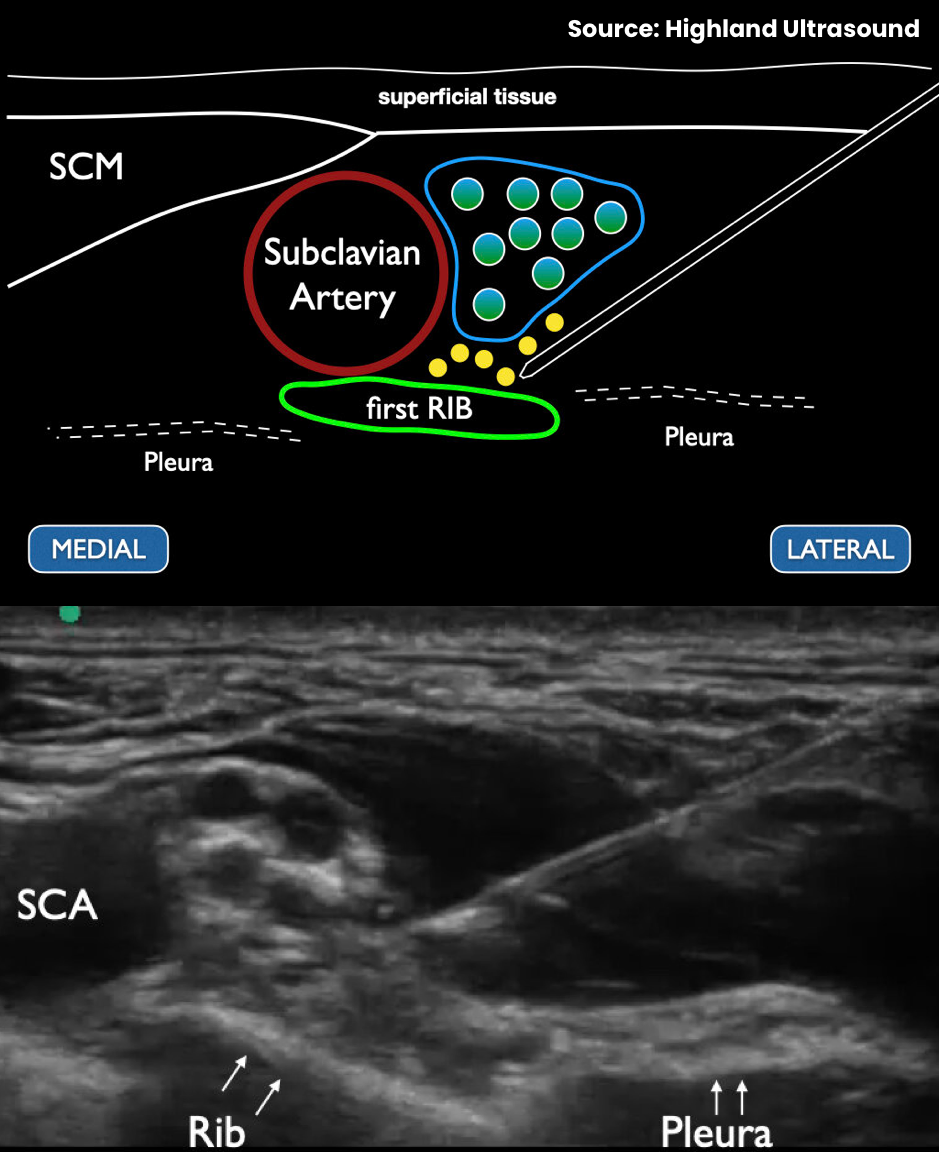 Source: Highland Ultrasound
superficial tissue
SCM
Subclavian
Artery
first RIB
Pleura
Pleura
MEDIAL
LATERAL
SCA
Rib
Pleura